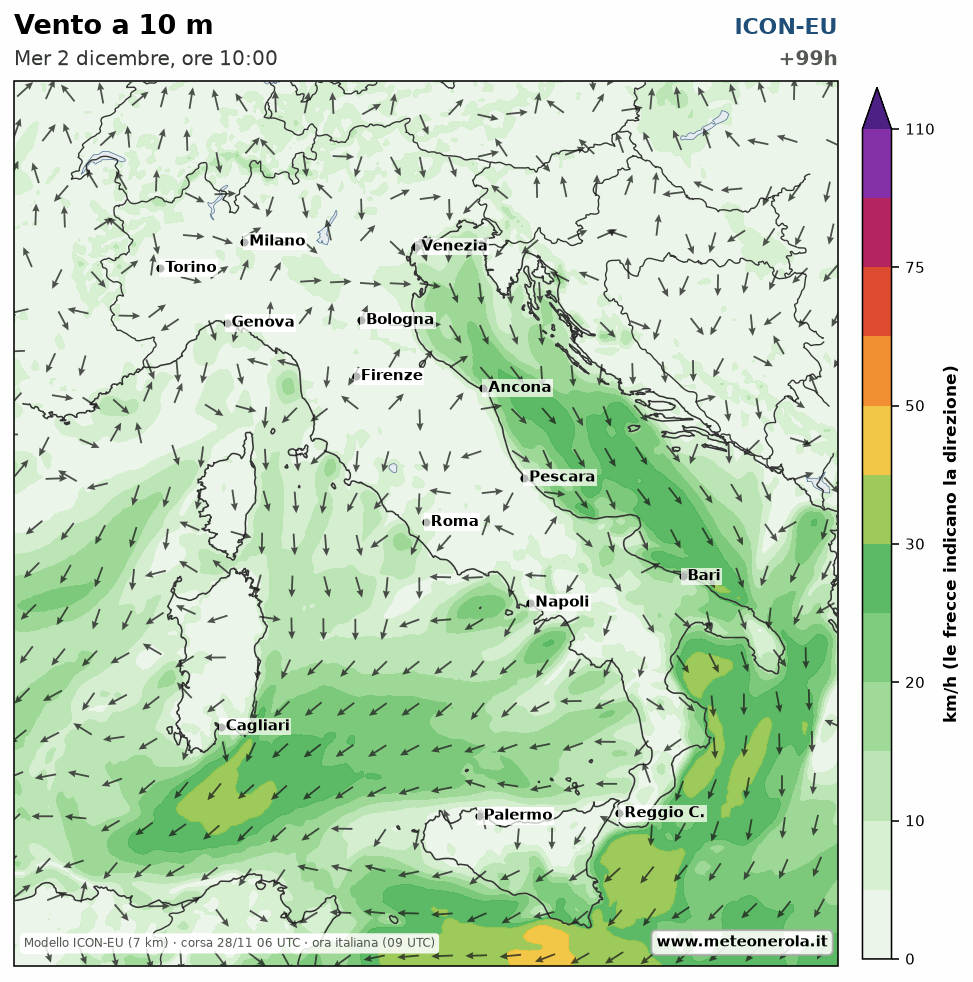 Vento a 10 m
ICON-EU
Mer 2 dicembre, ore 10:00
+99h
110
75
50
30
20
10
0
km/h (le frecce indicano la direzione)
Milano
Venezia
Torino
Genova
Bologna
Firenze
Ancona
Pescara
Roma
Bari
Napoli
Cagliari
Palermo
Reggio C.
Modello ICON-EU (7 km) · corsa 28/11 06 UTC · ora italiana (09 UTC)
www.meteonerola.it